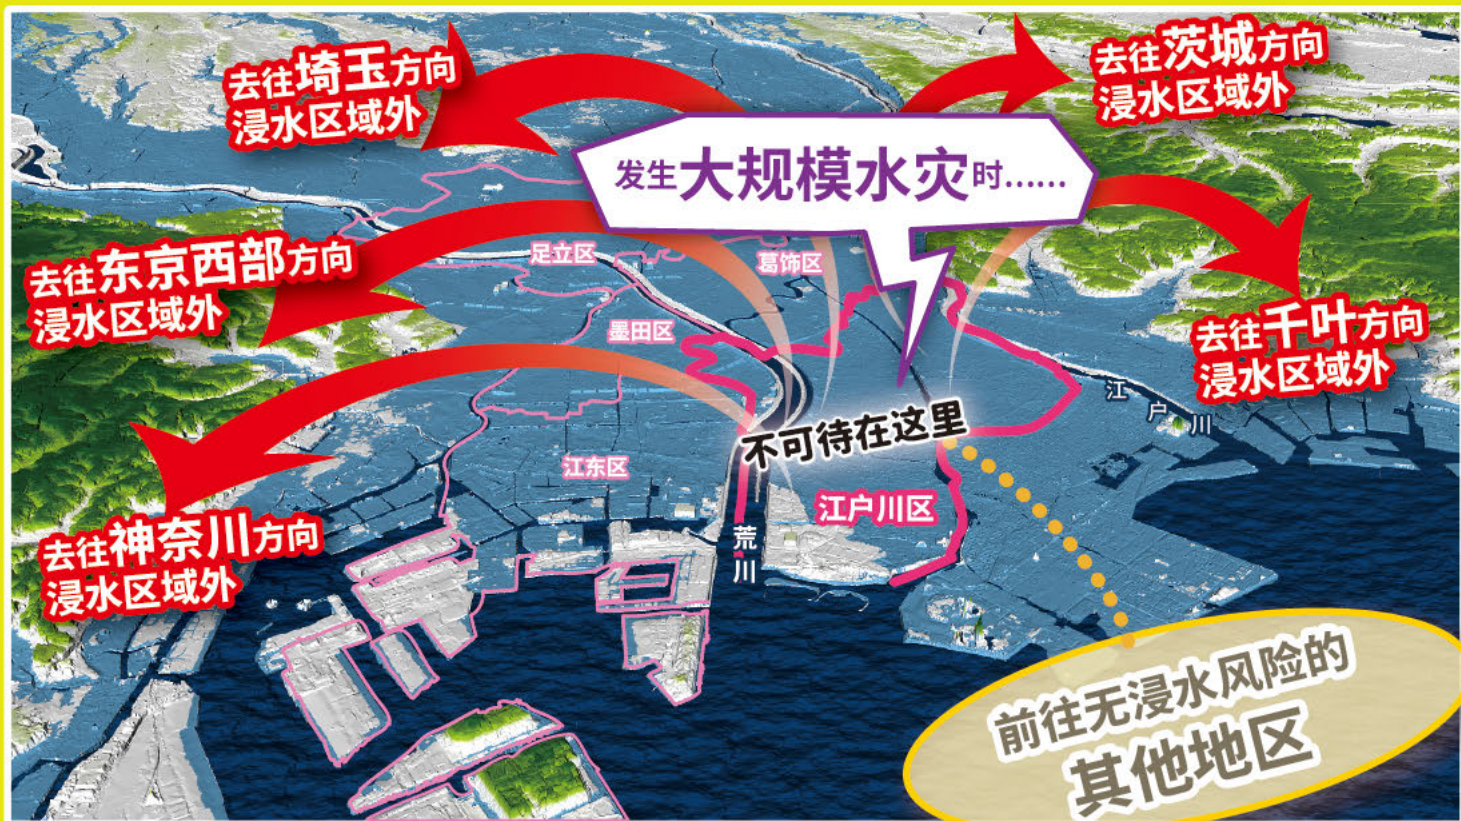 去往埼玉方向
浸水区域外
去往茨城方向
浸水区域外
发生大规模水灾时……
去往东京西部方向
浸水区域外
足立区
葛饰区
去往千叶方向
浸水区域外
墨田区
江户川
不可待在这里
江东区
江户川区
荒川
去往神奈川方向
浸水区域外
前往无浸水风险的
其他地区